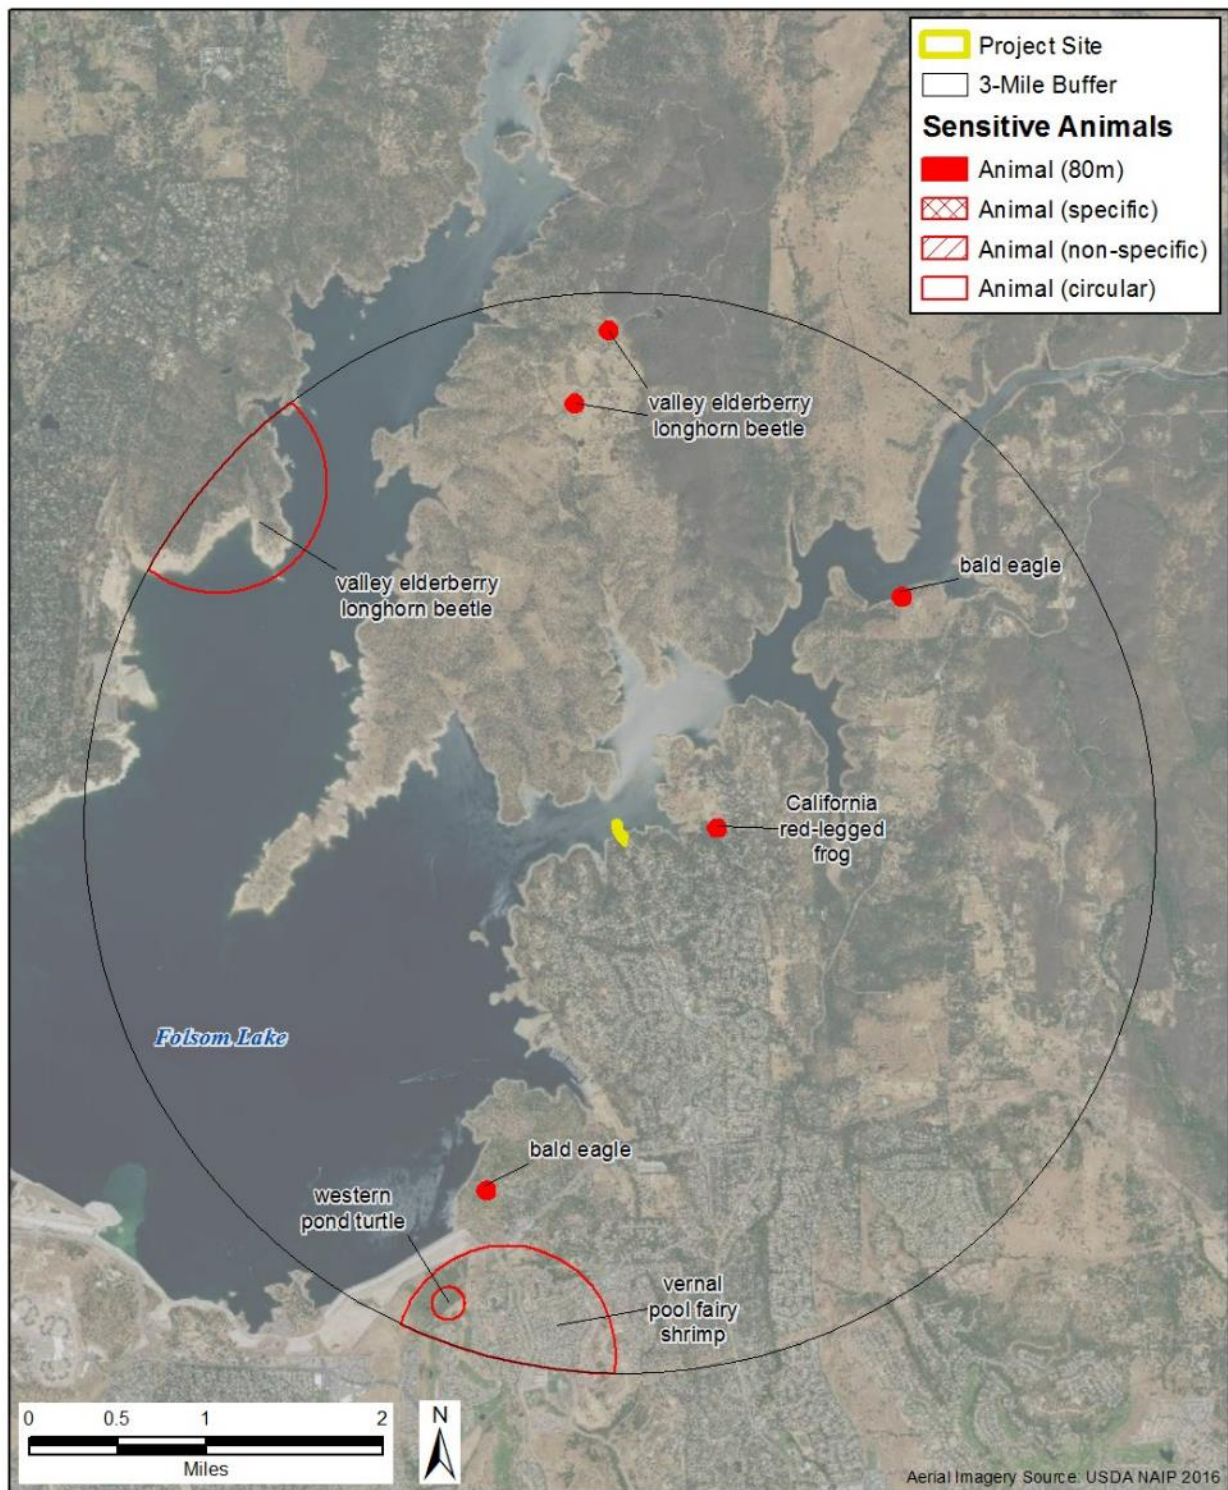 Project Site
3-Mile Buffer
Sensitive Animals
Animal (80m)
Animal (specific)
Animal (non-specific)
Animal (circular)
valley elderberry
longhorn beetle
valley elderberry
longhorn beetle
bald eagle
California
red-legged
frog
Folsom Lake
bald eagle
western
pond turtle
vernal
pool fairy
shrimp
0 0.5 1 2
Miles
N
Aerial Imagery Source: USDA NAIP 2016